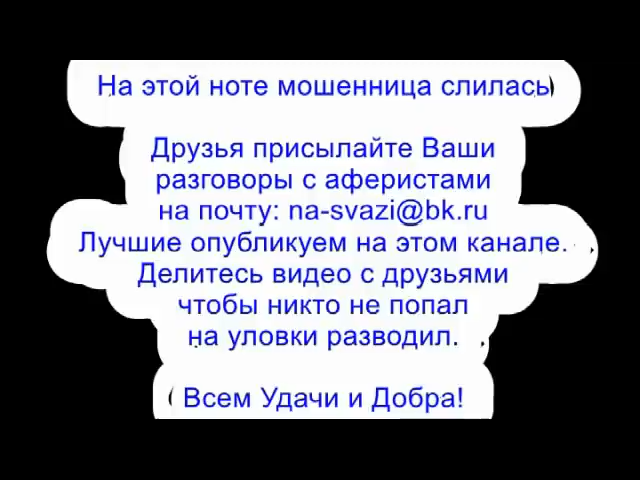 На этой ноте мошенница слилась
Друзья присылайте Ваши
разговоры с аферистами
на почту: na-svazi@bk.ru
Лучшие опубликуем на этом канале.
Делитесь видео с друзьями
чтобы никто не попал
на уловки разводил.
Всем Удачи и Добра!